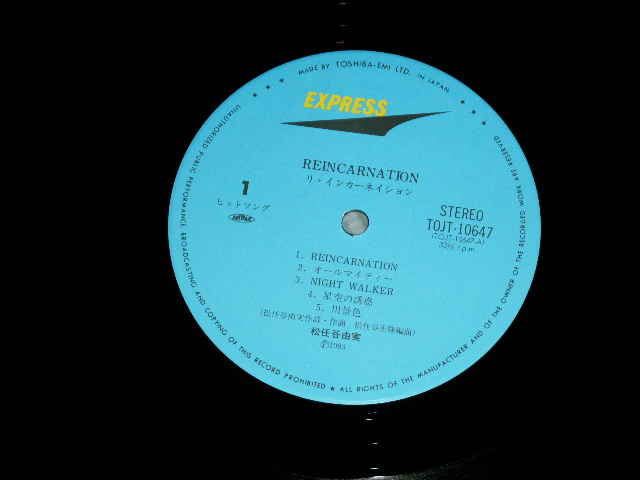 MADE BY TOSHIBA-EMI LTD. IN JAPAN
EXPRESS
REINCARNATION
リ・インカーネイション
1
ヒットソング
STEREO
TOJT-10647
(TOJT-10647-A)
33⅓ r.p.m.
1. REINCARNATION
2. オールマイティー
3. NIGHT WALKER
4. 星空の誘惑
5. 川景色
(松任谷由実作詩・作曲 松任谷正隆編曲)
松任谷由実
Ⓟ1983
UNAUTHORIZED PUBLIC PERFORMANCE BROADCASTING AND COPYING OF THIS RECORD PROHIBITED ★ ALL RIGHTS OF THE MANUFACTURER AND OF THE OWNER OF THE RECORDED WORK ARE RESERVED